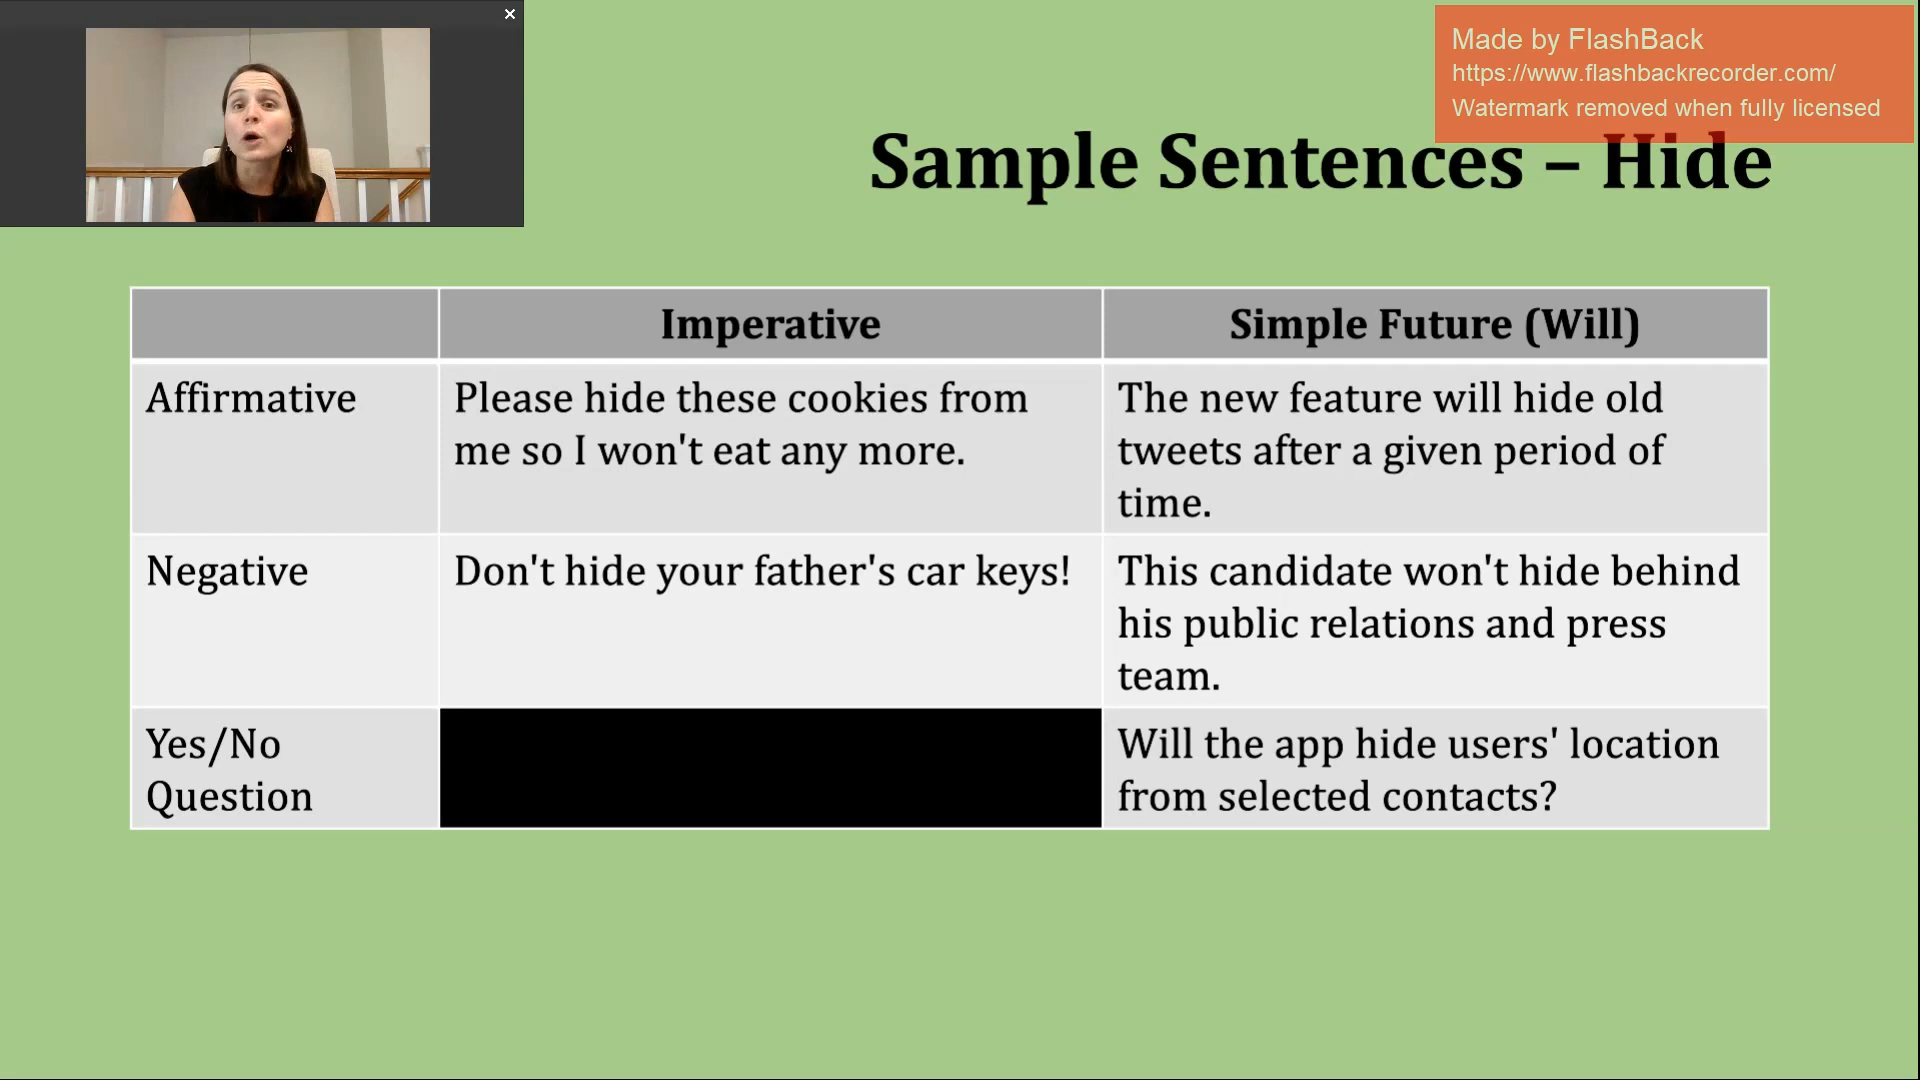 Made by FlashBack
https://www.flashbackrecorder.com/
Watermark removed when fully licensed
Sample Sentences – Hide
Imperative
Simple Future (Will)
Affirmative
Please hide these cookies from
me so I won't eat any more.
The new feature will hide old
tweets after a given period of
time.
Negative
Don't hide your father's car keys!
This candidate won't hide behind
his public relations and press
team.
Yes/No
Question
Will the app hide users' location
from selected contacts?